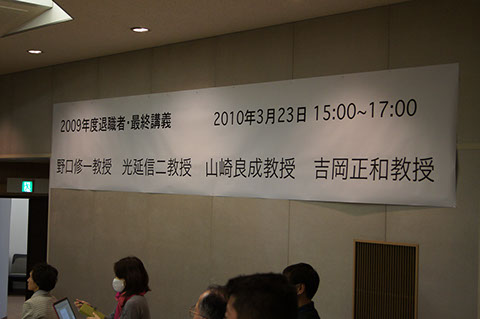 2009年度退職者・最終講義 2010年3月23日 15:00~17:00
野口修一教授 光延信二教授 山崎良成教授 吉岡正和教授